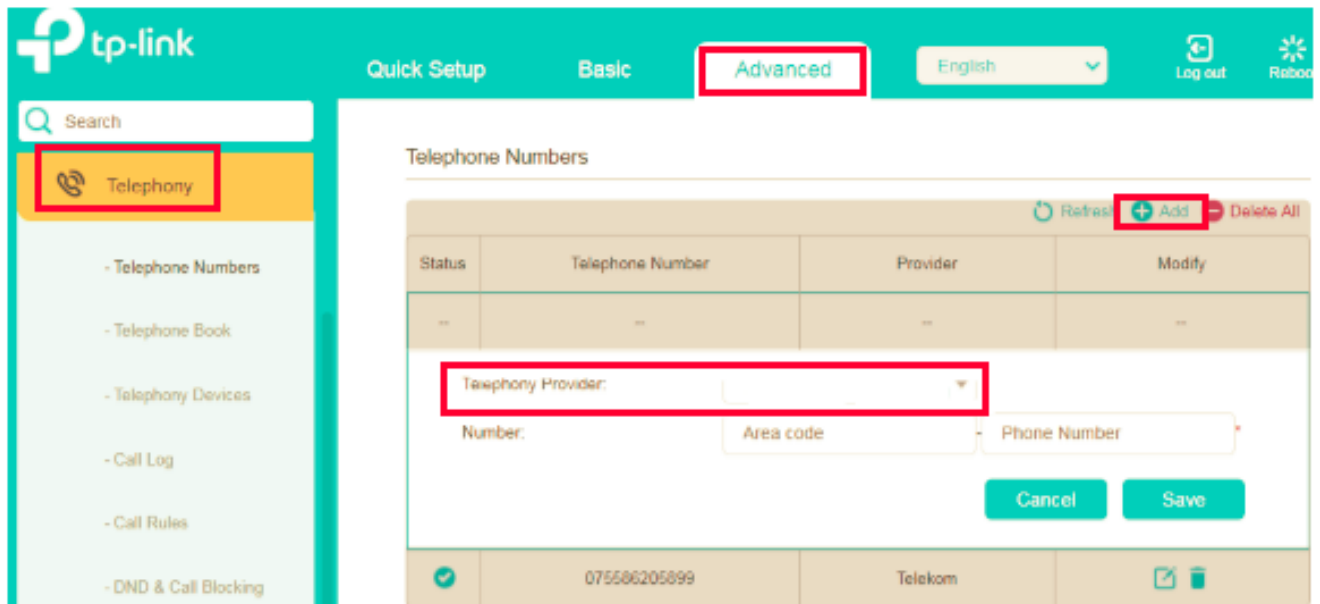 tp-link
Quick Setup Basic Advanced English Log out Reboo
Search
Telephony
- Telephone Numbers
- Telephone Book
- Telephony Devices
- Call Log
- Call Rules
- DND & Call Blocking
Telephone Numbers
Refresh Add Delete All
Status Telephone Number Provider Modify
-- -- -- --
Telephony Provider:
Number: Area code - Phone Number *
Cancel Save
075586205899 Telekom